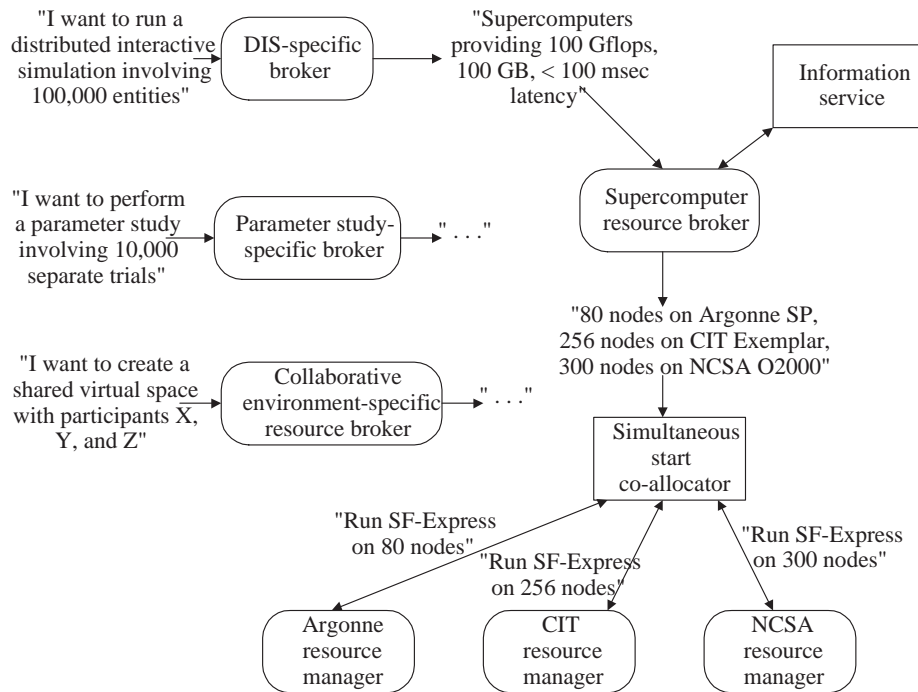 "I want to run a
distributed interactive
simulation involving
100,000 entities"
DIS-specific
broker
"Supercomputers
providing 100 Gflops,
100 GB, < 100 msec
latency"
Information
service
"I want to perform
a parameter study
involving 10,000
separate trials"
Parameter study-
specific broker
" . . ."
Supercomputer
resource broker
"80 nodes on Argonne SP,
256 nodes on CIT Exemplar,
300 nodes on NCSA O2000"
"I want to create a
shared virtual space
with participants X,
Y, and Z"
Collaborative
environment-specific
resource broker
" . . ."
Simultaneous
start
co-allocator
"Run SF-Express
on 80 nodes"
"Run SF-Express
on 256 nodes"
"Run SF-Express
on 300 nodes"
Argonne
resource
manager
CIT
resource
manager
NCSA
resource
manager